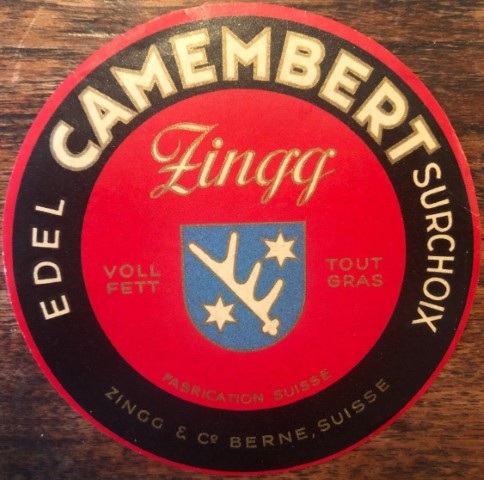 EDEL CAMEMBERT SURCHOIX
Zingg
VOLL
FETT
TOUT
GRAS
FABRICATION SUISSE
ZINGG & Cº BERNE, SUISSE